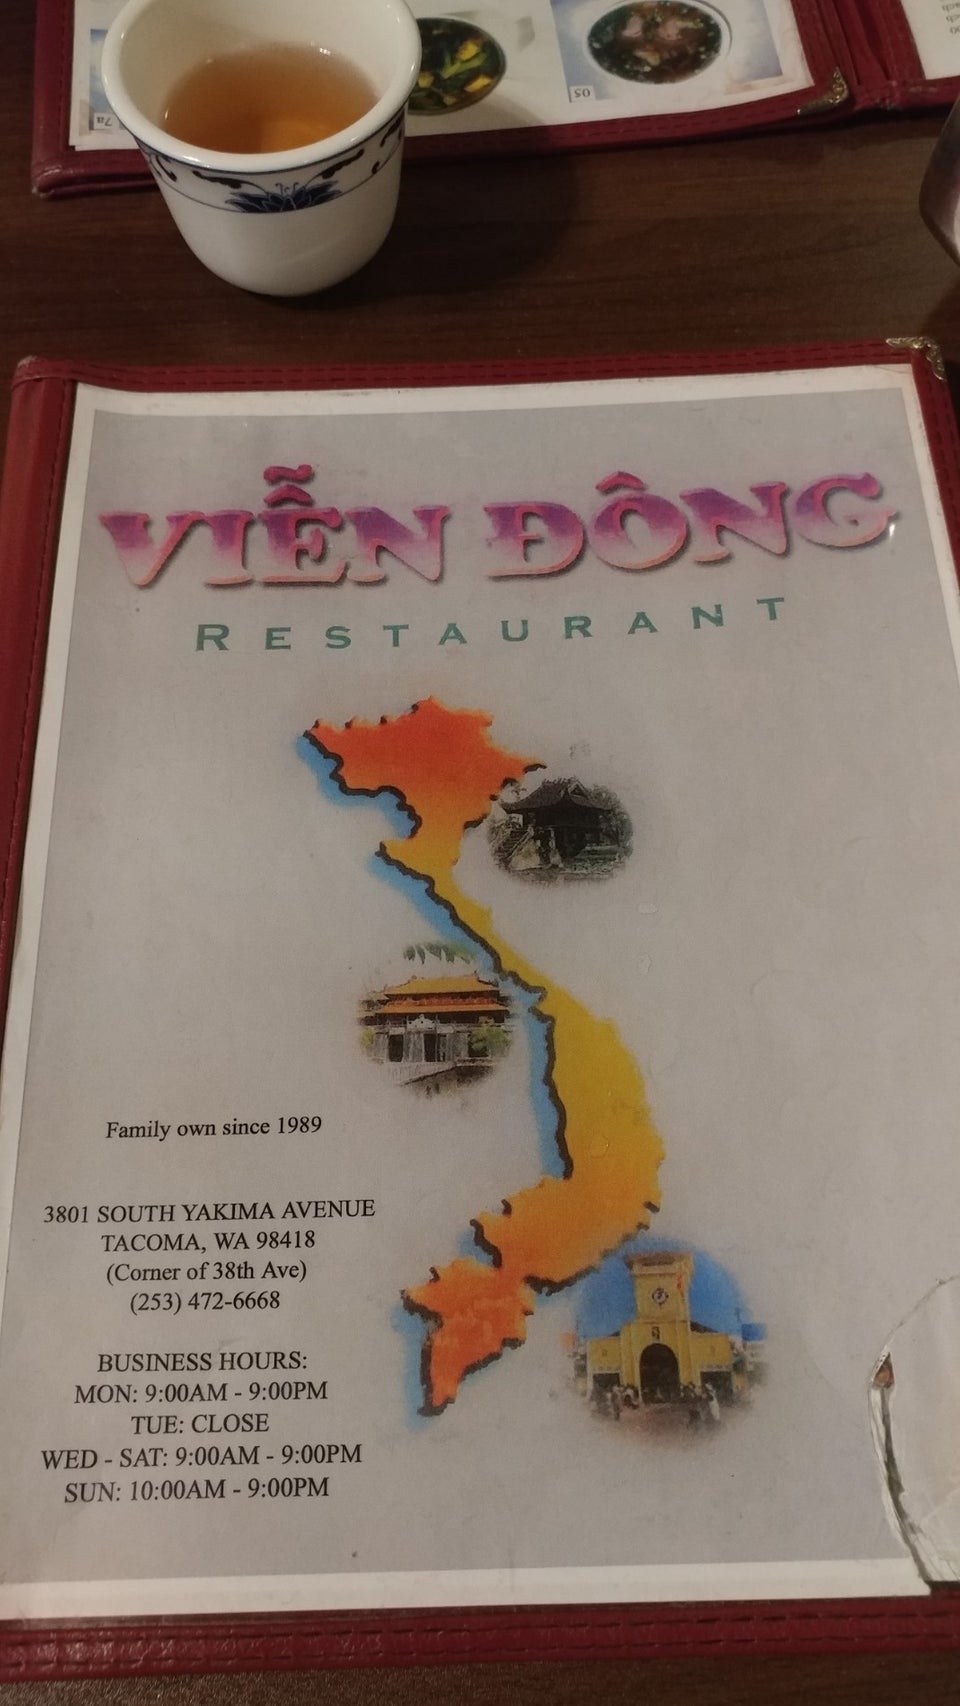 7a
05
VIỄN ĐÔNG
RESTAURANT
Family own since 1989
3801 SOUTH YAKIMA AVENUE
TACOMA, WA 98418
(Corner of 38th Ave)
(253) 472-6668
BUSINESS HOURS:
MON: 9:00AM - 9:00PM
TUE: CLOSE
WED - SAT: 9:00AM - 9:00PM
SUN: 10:00AM - 9:00PM